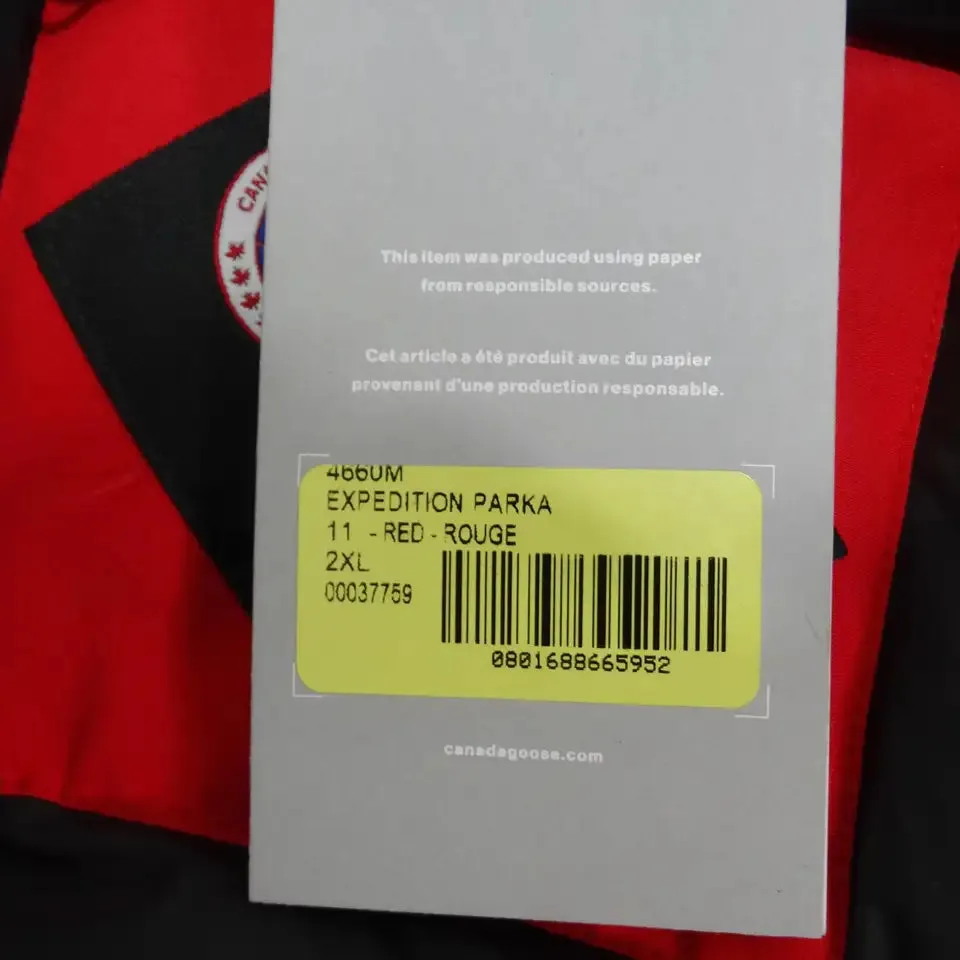 CANA
This item was produced using paper
from responsible sources.
Cet article a été produit avec du papier
provenant d'une production responsable.
4660M
EXPEDITION PARKA
11 - RED - ROUGE
2XL
00037759
0801688665952
canadagoose.com